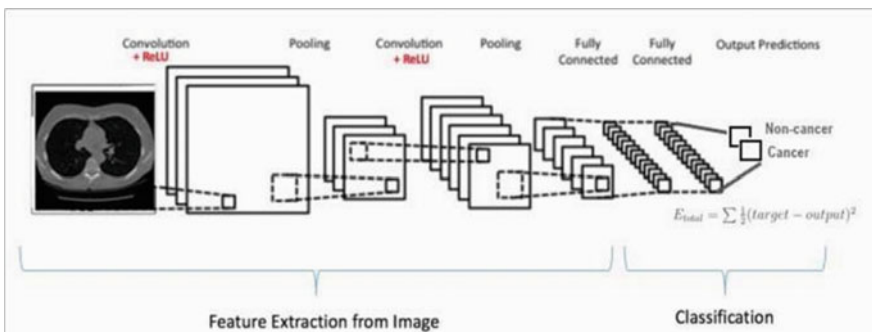 Convolution
+ ReLU
Pooling
Convolution
+ ReLU
Pooling
Fully
Connected
Fully
Connected
Output Predictions
Non-cancer
Cancer
E_total = ∑ ½(target − output)²
Feature Extraction from Image
Classification